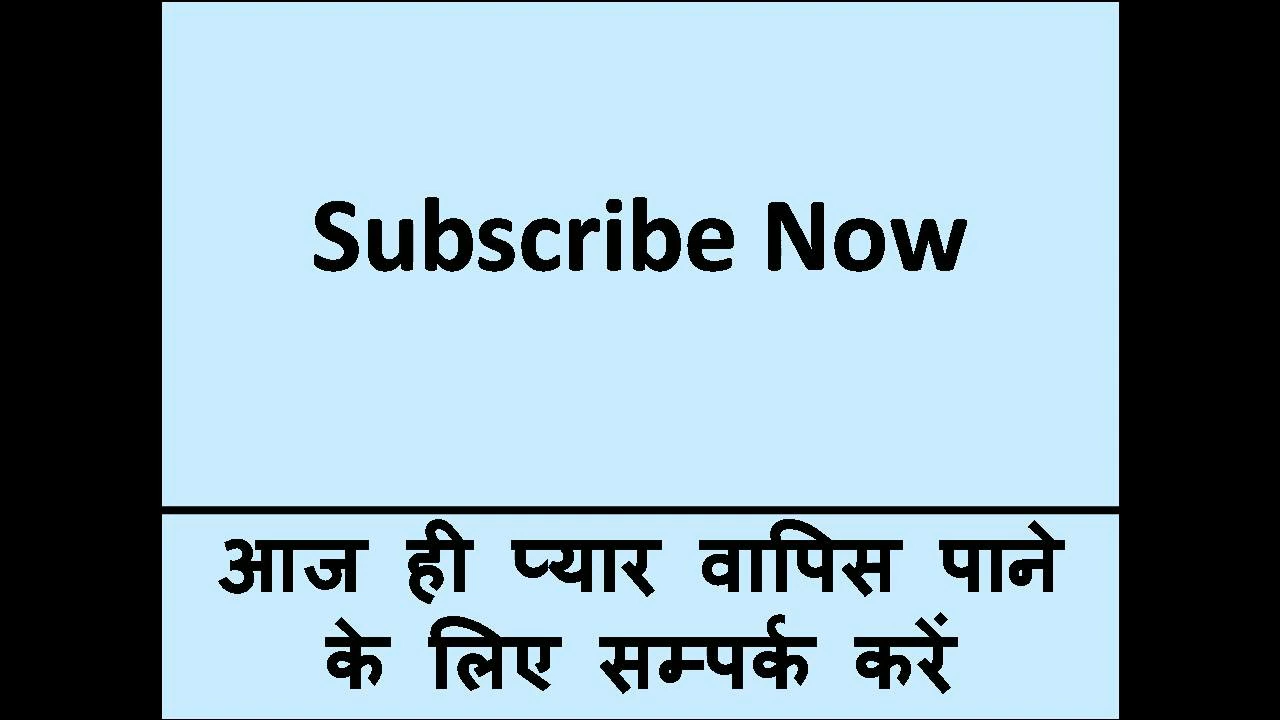 Subscribe Now
आज ही प्यार वापिस पाने
के लिए सम्पर्क करें